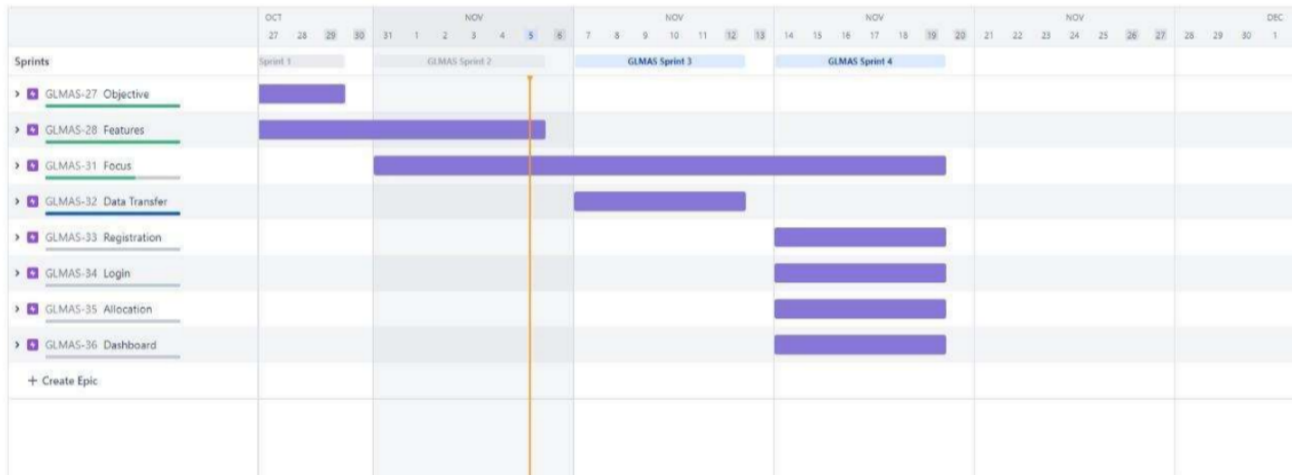 OCT NOV NOV NOV NOV DEC
27 28 29 30 31 1 2 3 4 5 6 7 8 9 10 11 12 13 14 15 16 17 18 19 20 21 22 23 24 25 26 27 28 29 30 1
Sprints Sprint 1 GLMAS Sprint 2 GLMAS Sprint 3 GLMAS Sprint 4
GLMAS-27 Objective
GLMAS-28 Features
GLMAS-31 Focus
GLMAS-32 Data Transfer
GLMAS-33 Registration
GLMAS-34 Login
GLMAS-35 Allocation
GLMAS-36 Dashboard
+ Create Epic